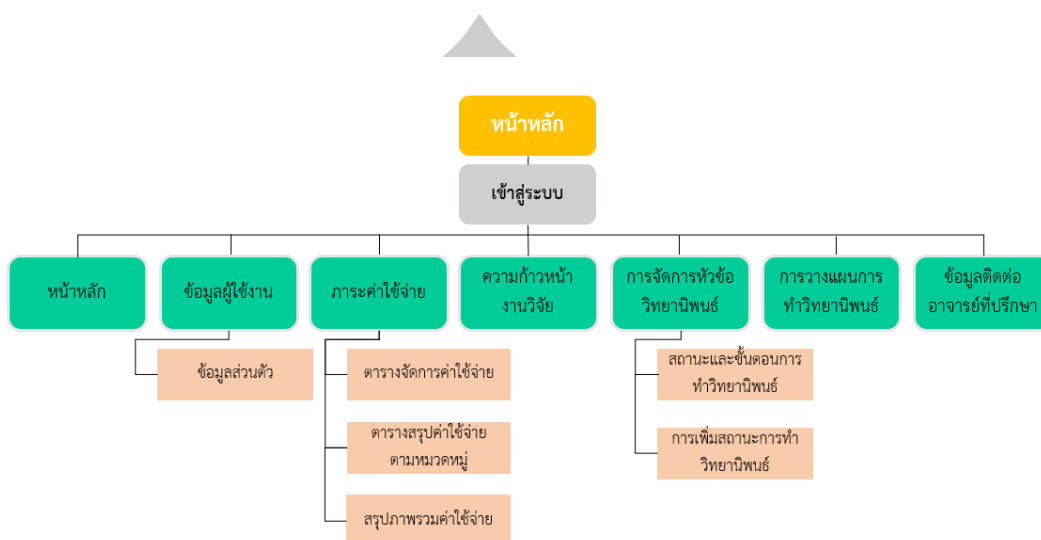 หน้าหลัก
เข้าสู่ระบบ
หน้าหลัก
ข้อมูลผู้ใช้งาน
ภาระค่าใช้จ่าย
ความก้าวหน้า
งานวิจัย
การจัดการหัวข้อ
วิทยานิพนธ์
การวางแผนการ
ทำวิทยานิพนธ์
ข้อมูลติดต่อ
อาจารย์ที่ปรึกษา
ข้อมูลส่วนตัว
ตารางจัดการค่าใช้จ่าย
ตารางสรุปค่าใช้จ่าย
ตามหมวดหมู่
สรุปภาพรวมค่าใช้จ่าย
สถานะและขั้นตอนการ
ทำวิทยานิพนธ์
การเพิ่มสถานะการทำ
วิทยานิพนธ์